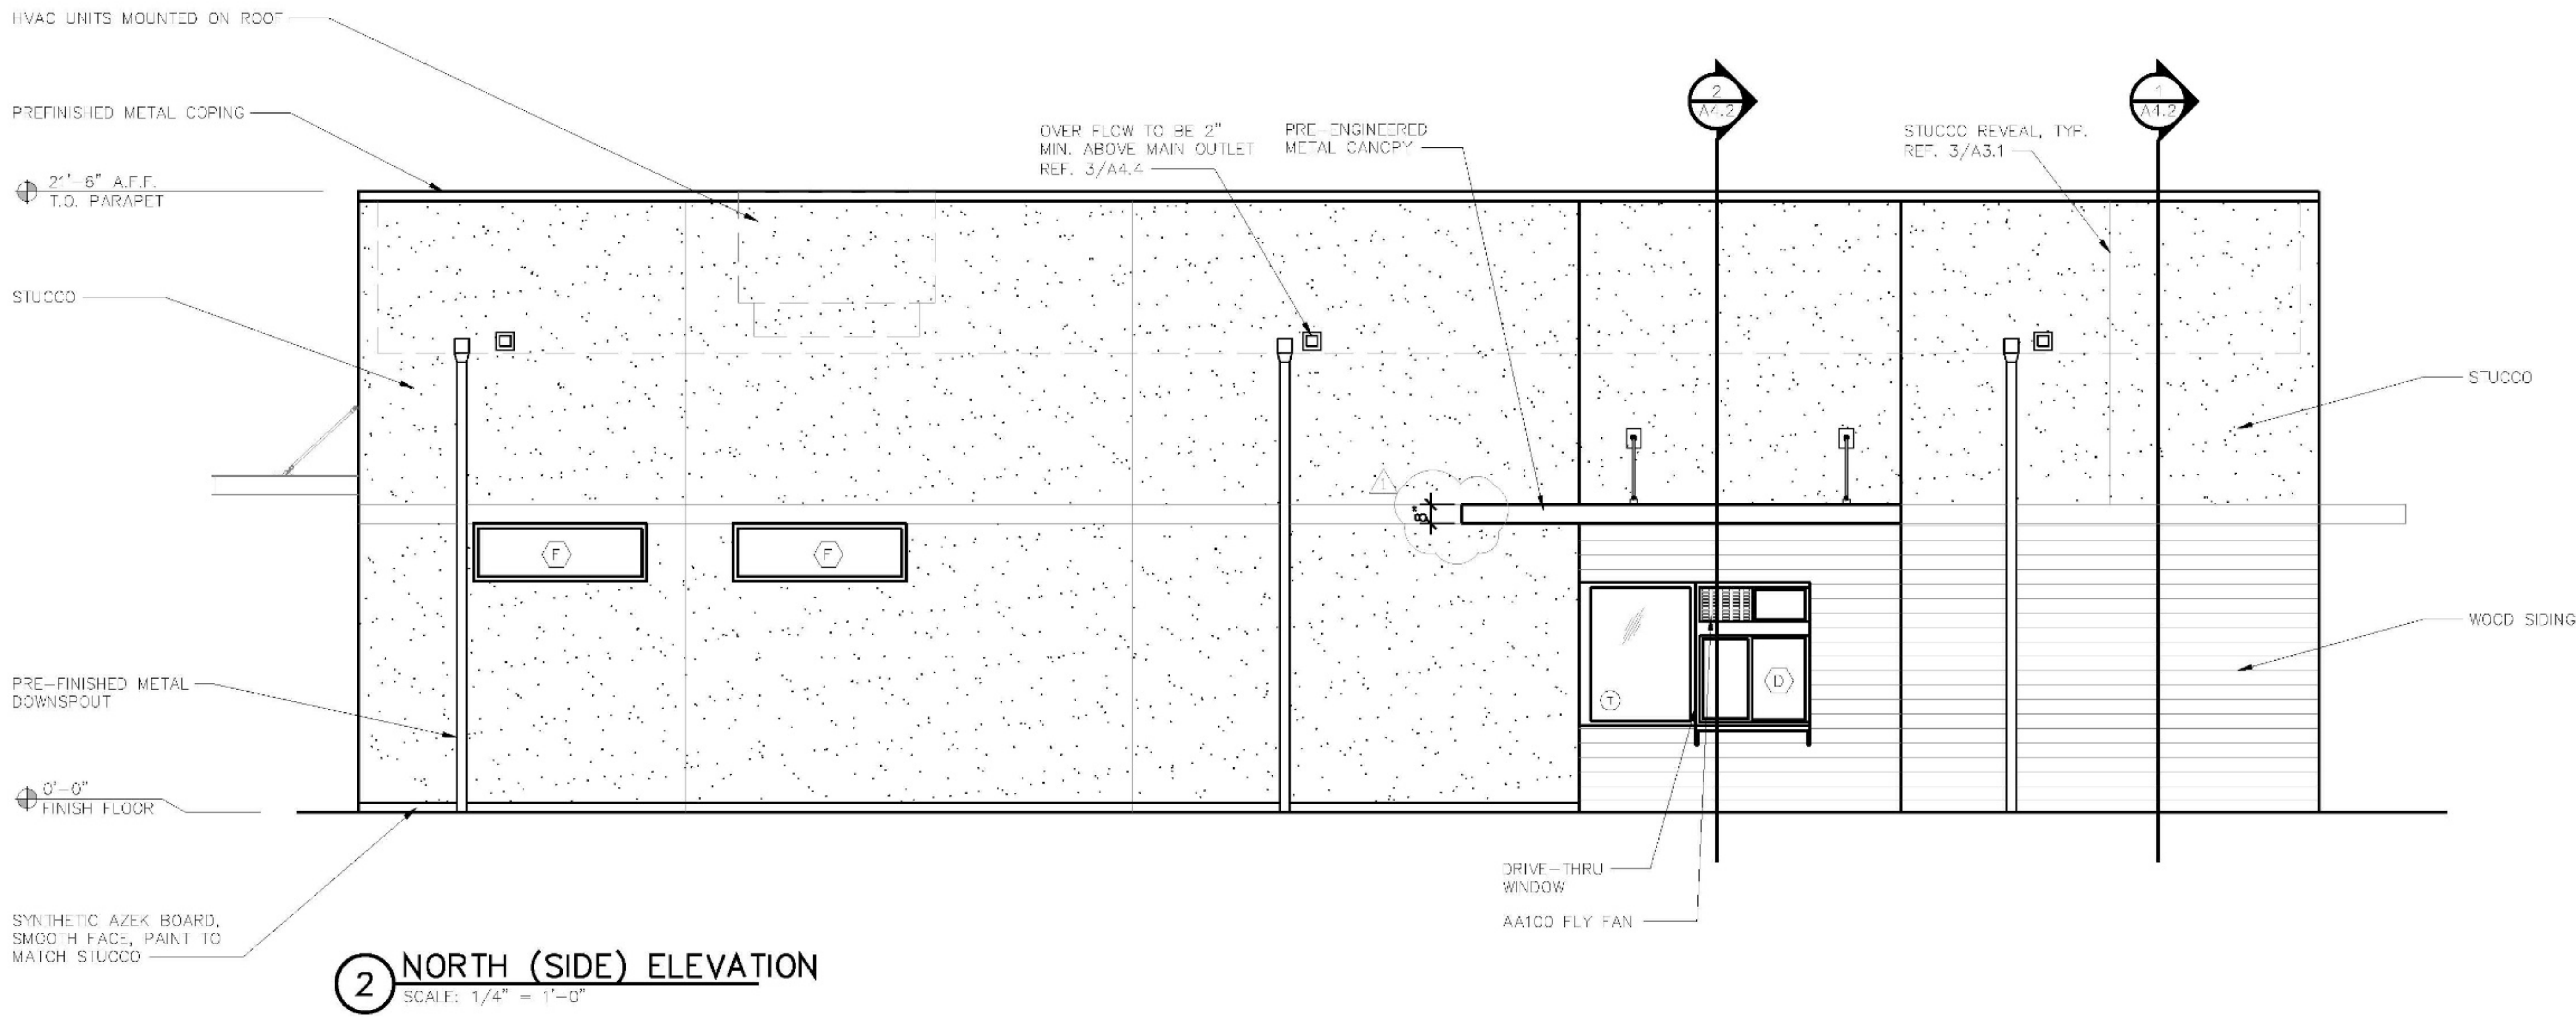 HVAC UNITS MOUNTED ON ROOF
PREFINISHED METAL COPING
21'-6" A.F.F.
T.O. PARAPET
STUCCO
PRE-FINISHED METAL
DOWNSPOUT
0'-0"
FINISH FLOOR
SYNTHETIC AZEK BOARD,
SMOOTH FACE, PAINT TO
MATCH STUCCO
OVER FLOW TO BE 2"
MIN. ABOVE MAIN OUTLET
REF. 3/A4.4
PRE-ENGINEERED
METAL CANOPY
2
A4.2
STUCCO REVEAL, TYP.
REF. 3/A3.1
1
A4.2
STUCCO
WOOD SIDING
1
8"
F
F
T
D
DRIVE-THRU
WINDOW
AA100 FLY FAN
2
NORTH (SIDE) ELEVATION
SCALE: 1/4" = 1'-0"